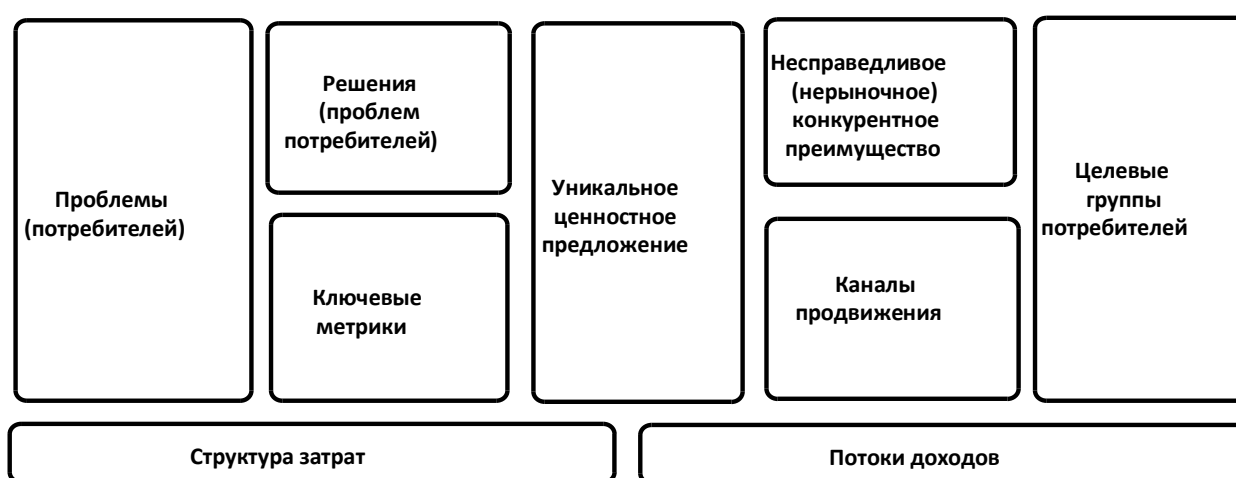 Проблемы
(потребителей)
Решения
(проблем
потребителей)
Ключевые
метрики
Уникальное
ценностное
предложение
Несправедливое
(нерыночное)
конкурентное
преимущество
Каналы
продвижения
Целевые
группы
потребителей
Структура затрат
Потоки доходов